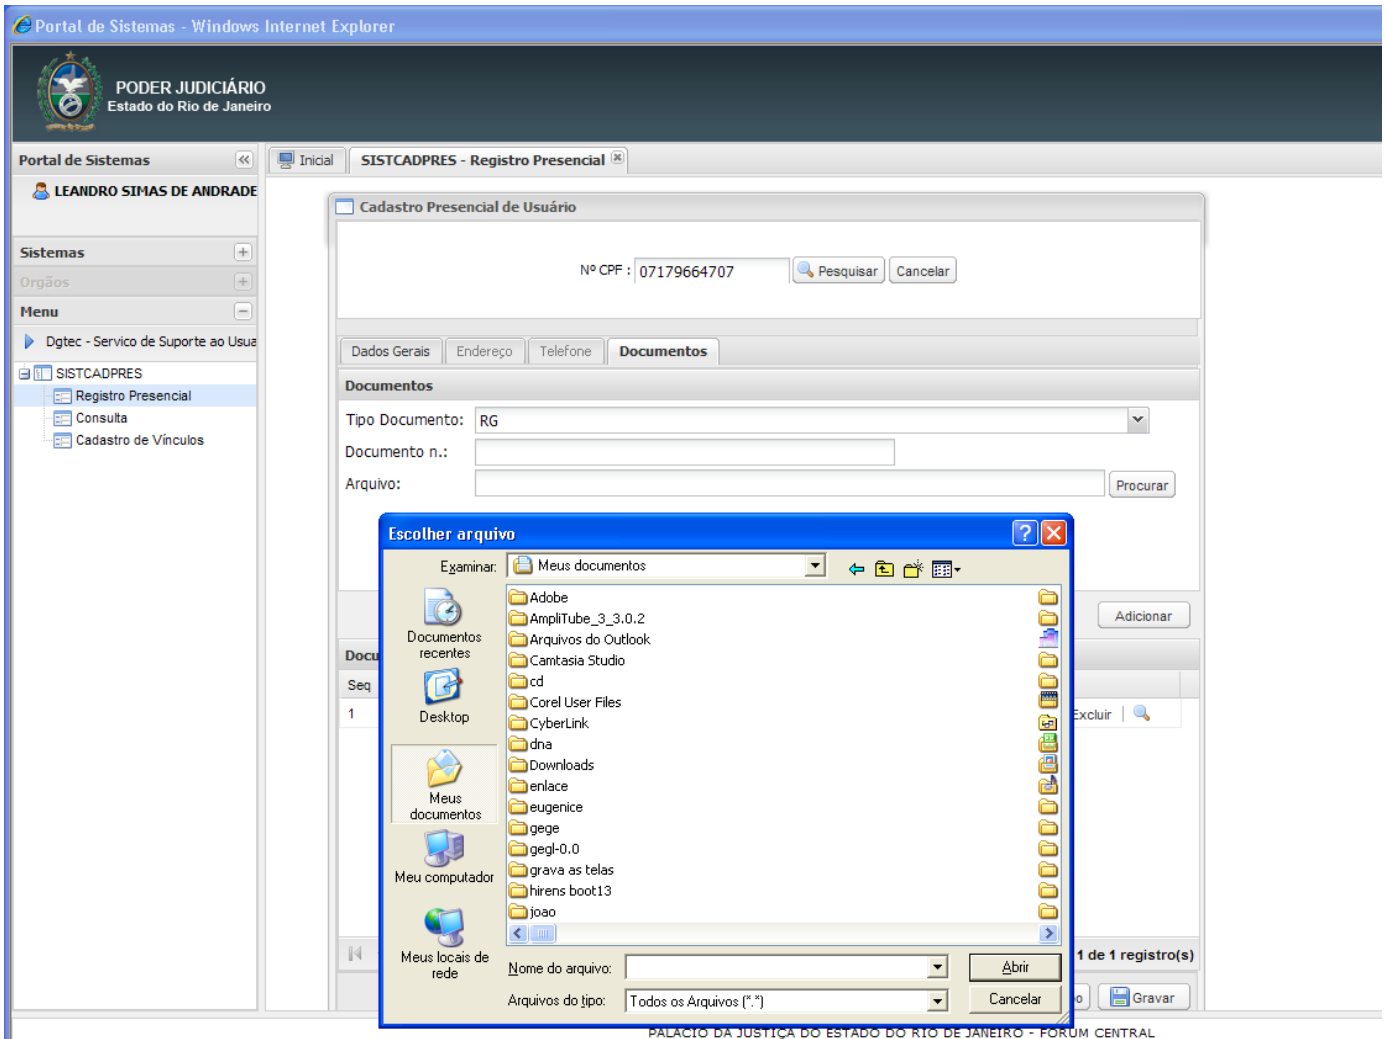 Portal de Sistemas - Windows Internet Explorer
PODER JUDICIÁRIO
Estado do Rio de Janeiro
Portal de Sistemas
Inicial
SISTCADPRES - Registro Presencial
LEANDRO SIMAS DE ANDRADE
Sistemas
Orgãos
Menu
Dgtec - Servico de Suporte ao Usua
SISTCADPRES
Registro Presencial
Consulta
Cadastro de Vínculos
Cadastro Presencial de Usuário
Nº CPF : 07179664707 Pesquisar Cancelar
Dados Gerais Endereço Telefone Documentos
Documentos
Tipo Documento: RG
Documento n.:
Arquivo: Procurar
Escolher arquivo
Examinar: Meus documentos
Documentos recentes
Desktop
Meus documentos
Meu computador
Meus locais de rede
Adobe
AmpliTube_3_3.0.2
Arquivos do Outlook
Camtasia Studio
cd
Corel User Files
CyberLink
dna
Downloads
enlace
eugenice
gege
gegl-0.0
grava as telas
hirens boot13
joao
Nome do arquivo: Abrir
Arquivos do tipo: Todos os Arquivos (*.*) Cancelar
Adicionar
Docu
Seq
1 Excluir |
1 de 1 registro(s)
o Gravar
PALACIO DA JUSTIÇA DO ESTADO DO RIO DE JANEIRO - FORUM CENTRAL